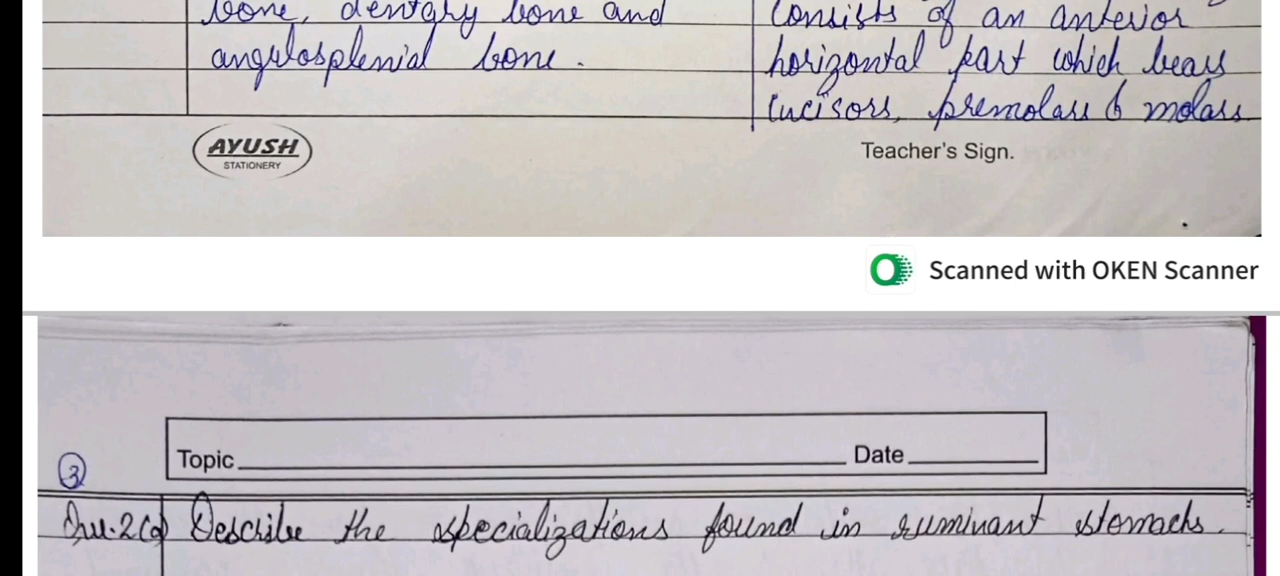 bone, dentary bone and
angulosplenial bone.
consists of an anterior
horizontal part which bears
incisors, premolars & molars
AYUSH
STATIONERY
Teacher's Sign.
Scanned with OKEN Scanner
3
Topic
Date
Qu.2(a) Describe the specializations found in ruminant stomachs.